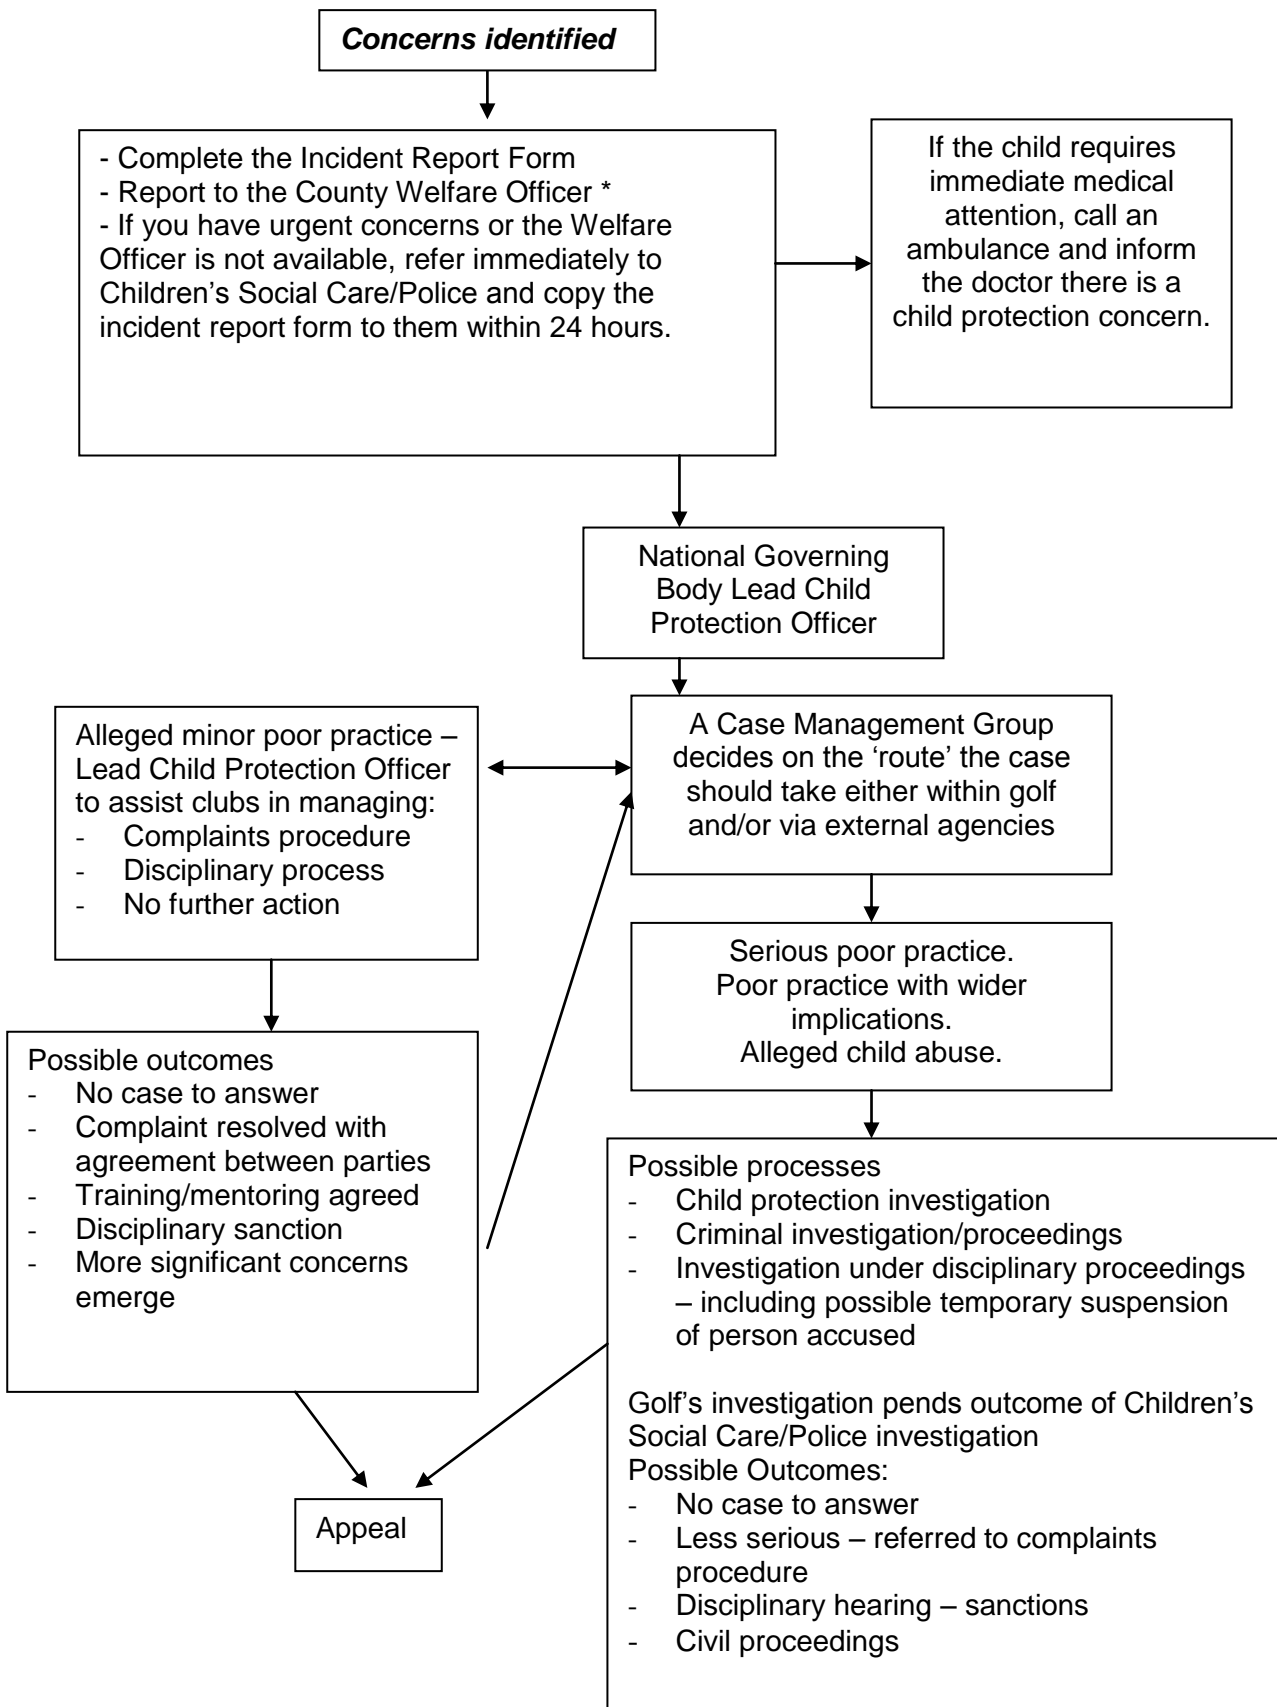 Concerns identified
- Complete the Incident Report Form
- Report to the County Welfare Officer *
- If you have urgent concerns or the Welfare
Officer is not available, refer immediately to
Children’s Social Care/Police and copy the
incident report form to them within 24 hours.
If the child requires
immediate medical
attention, call an
ambulance and inform
the doctor there is a
child protection concern.
National Governing
Body Lead Child
Protection Officer
A Case Management Group
decides on the ‘route’ the case
should take either within golf
and/or via external agencies
Alleged minor poor practice –
Lead Child Protection Officer
to assist clubs in managing:
- Complaints procedure
- Disciplinary process
- No further action
Serious poor practice.
Poor practice with wider
implications.
Alleged child abuse.
Possible outcomes
- No case to answer
- Complaint resolved with
agreement between parties
- Training/mentoring agreed
- Disciplinary sanction
- More significant concerns
emerge
Possible processes
- Child protection investigation
- Criminal investigation/proceedings
- Investigation under disciplinary proceedings
– including possible temporary suspension
of person accused
Golf’s investigation pends outcome of Children’s
Social Care/Police investigation
Possible Outcomes:
- No case to answer
- Less serious – referred to complaints
procedure
- Disciplinary hearing – sanctions
- Civil proceedings
Appeal